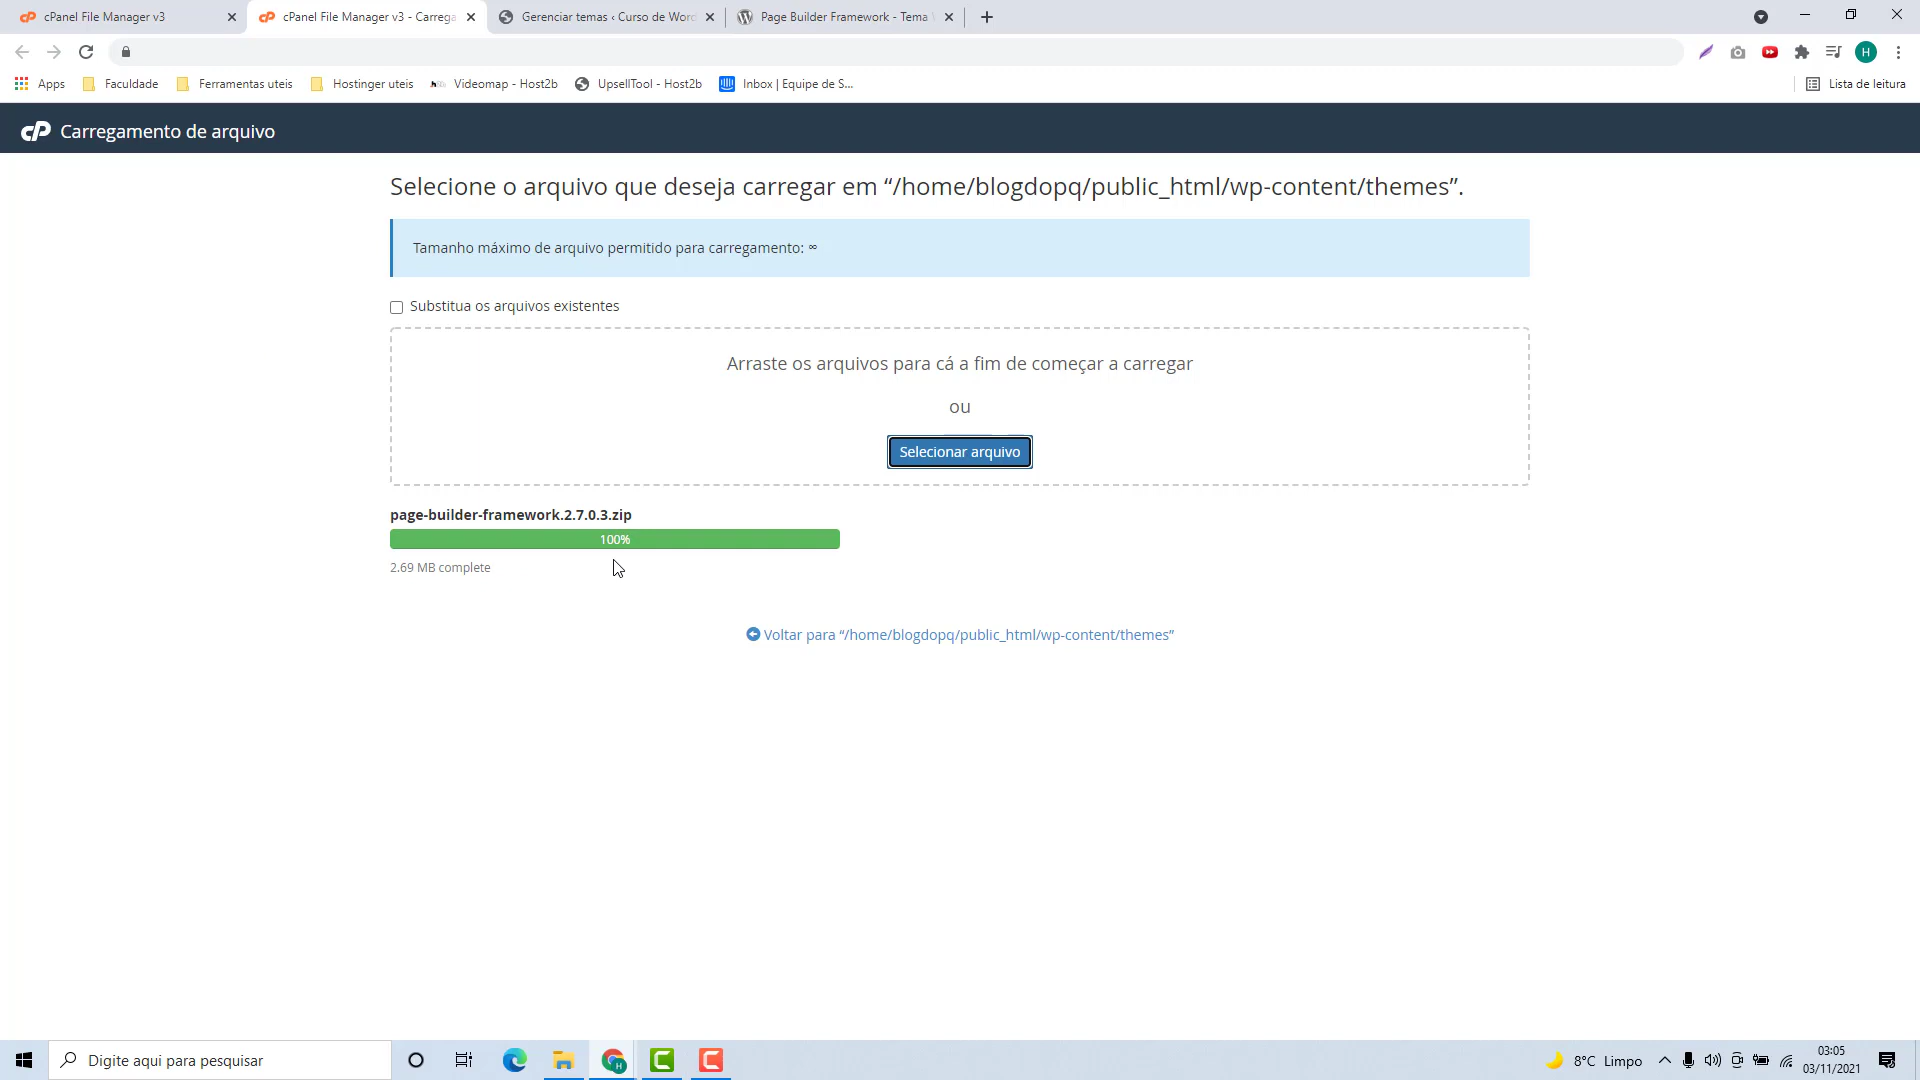 cPanel File Manager v3
cPanel File Manager v3 - Carrega
Gerenciar temas ‹ Curso de Word
Page Builder Framework - Tema
H
Apps
Faculdade
Ferramentas uteis
Hostinger uteis
Videomap - Host2b
UpsellTool - Host2b
Inbox | Equipe de S...
Lista de leitura
cP Carregamento de arquivo
Selecione o arquivo que deseja carregar em “/home/blogdopq/public_html/wp-content/themes”.
Tamanho máximo de arquivo permitido para carregamento: ∞
Substitua os arquivos existentes
Arraste os arquivos para cá a fim de começar a carregar
ou
Selecionar arquivo
page-builder-framework.2.7.0.3.zip
100%
2.69 MB complete
Voltar para “/home/blogdopq/public_html/wp-content/themes”
Digite aqui para pesquisar
8°C Limpo
03:05
03/11/2021